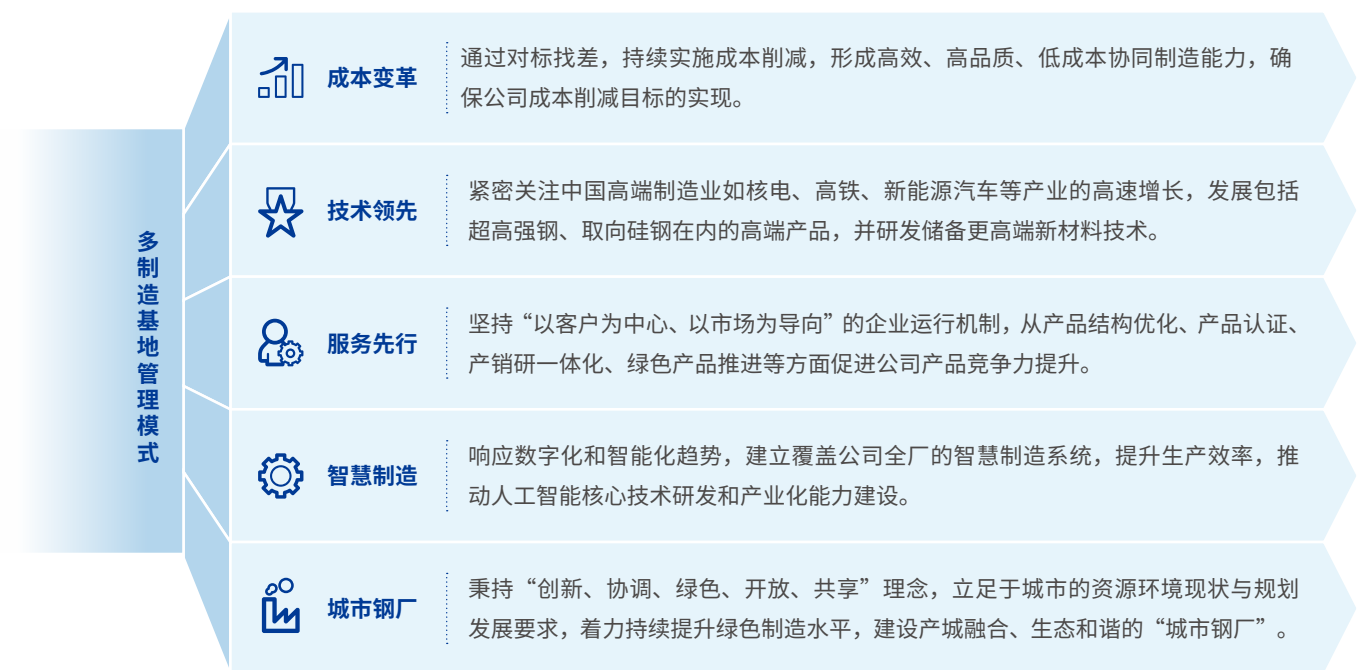 多制造基地管理模式
成本变革
通过对标找差，持续实施成本削减，形成高效、高品质、低成本协同制造能力，确
保公司成本削减目标的实现。
技术领先
紧密关注中国高端制造业如核电、高铁、新能源汽车等产业的高速增长，发展包括
超高强钢、取向硅钢在内的高端产品，并研发储备更高端新材料技术。
服务先行
坚持“以客户为中心、以市场为导向”的企业运行机制，从产品结构优化、产品认证、
产销研一体化、绿色产品推进等方面促进公司产品竞争力提升。
智慧制造
响应数字化和智能化趋势，建立覆盖公司全厂的智慧制造系统，提升生产效率，推
动人工智能核心技术研发和产业化能力建设。
城市钢厂
秉持“创新、协调、绿色、开放、共享”理念，立足于城市的资源环境现状与规划
发展要求，着力持续提升绿色制造水平，建设产城融合、生态和谐的“城市钢厂”。